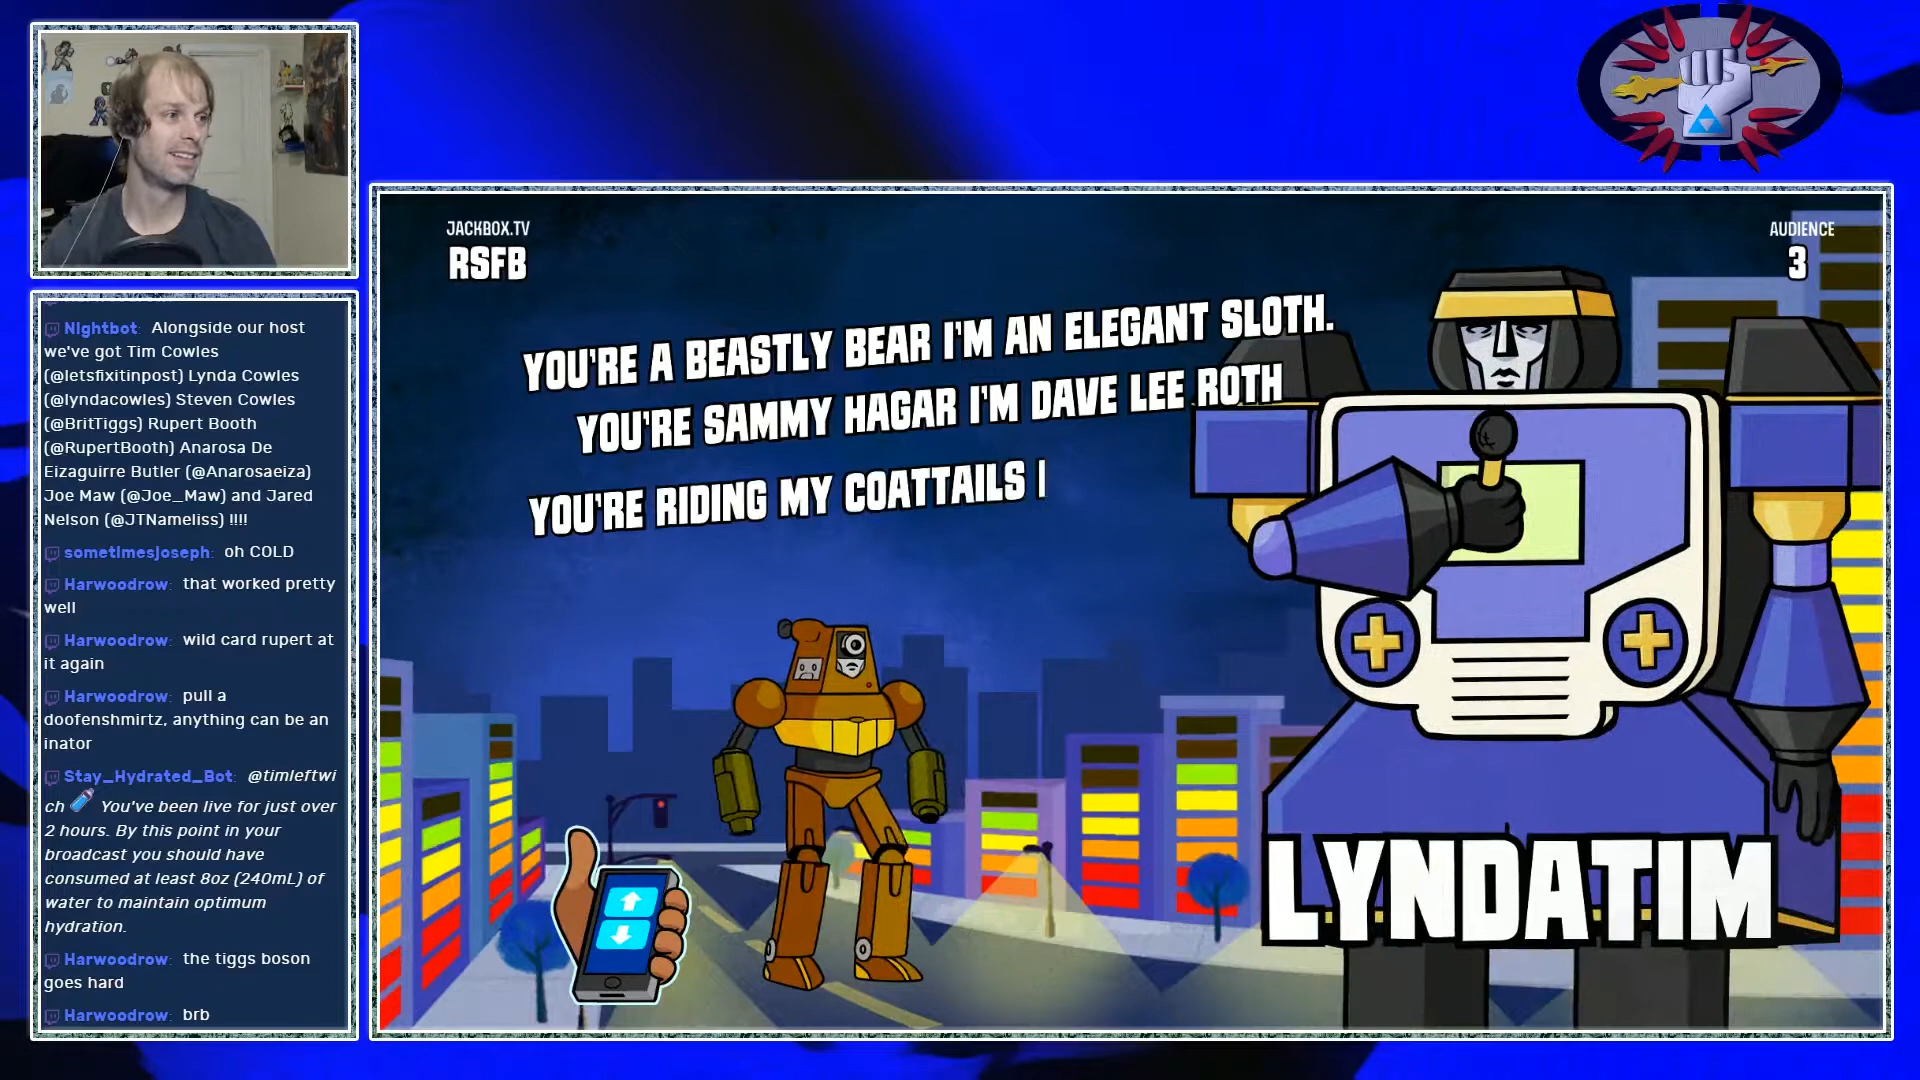 Nightbot: Alongside our host
we've got Tim Cowles
(@letsfixitinpost) Lynda Cowles
(@lyndacowles) Steven Cowles
(@BritTiggs) Rupert Booth
(@RupertBooth) Anarosa De
Eizaguirre Butler (@Anarosaeiza)
Joe Maw (@Joe_Maw) and Jared
Nelson (@JTNameliss) !!!!
sometimesjoseph: oh COLD
Harwoodrow: that worked pretty
well
Harwoodrow: wild card rupert at
it again
Harwoodrow: pull a
doofenshmirtz, anything can be an
inator
Stay_Hydrated_Bot: @timleftwi
ch You've been live for just over
2 hours. By this point in your
broadcast you should have
consumed at least 8oz (240mL) of
water to maintain optimum
hydration.
Harwoodrow: the tiggs boson
goes hard
Harwoodrow: brb
JACKBOX.TV
RSFB
AUDIENCE
3
YOU'RE A BEASTLY BEAR I'M AN ELEGANT SLOTH.
YOU'RE SAMMY HAGAR I'M DAVE LEE ROTH
YOU'RE RIDING MY COATTAILS I
LYNDATIM